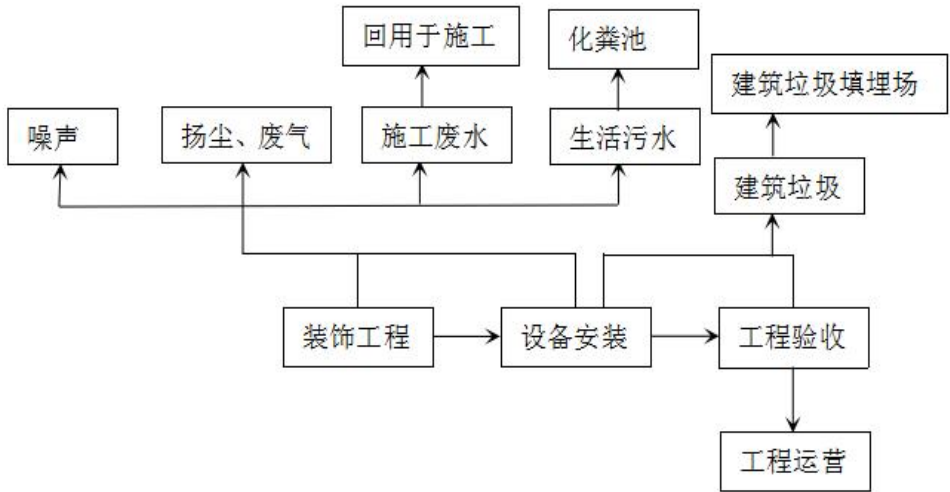 回用于施工
化粪池
建筑垃圾填埋场
噪声
扬尘、废气
施工废水
生活污水
建筑垃圾
装饰工程
设备安装
工程验收
工程运营